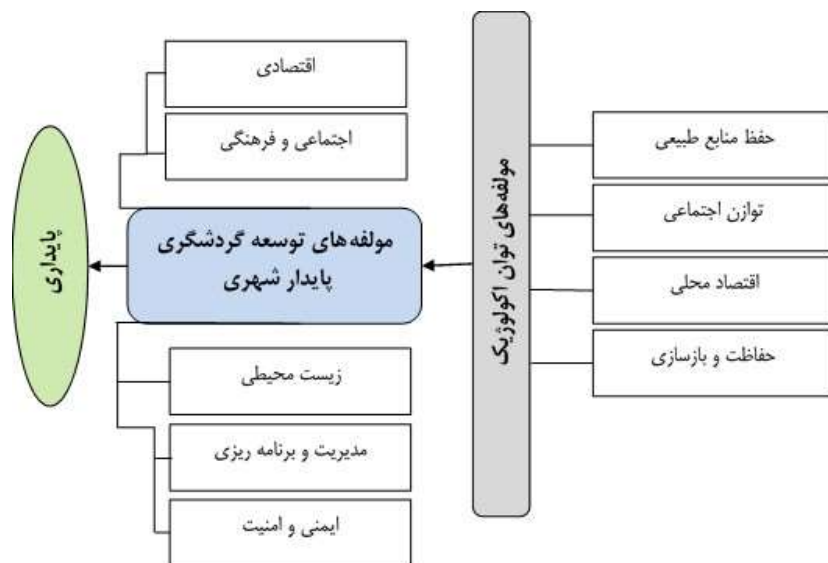 حفظ منابع طبیعی
توازن اجتماعی
اقتصاد محلی
حفاظت و بازسازی
مولفه‌های توان اکولوژیک
اقتصادی
اجتماعی و فرهنگی
مولفه‌های توسعه گردشگری
پایدار شهری
زیست محیطی
مدیریت و برنامه ریزی
ایمنی و امنیت
پایداری